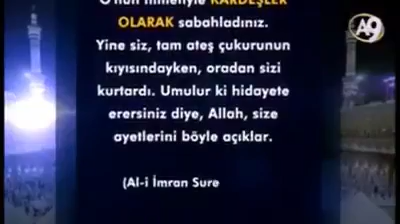 O'nun nimetiyle KARDEŞLER
OLARAK sabahladınız.
Yine siz, tam ateş çukurunun
kıyısındayken, oradan sizi
kurtardı. Umulur ki hidayete
erersiniz diye, Allah, size
ayetlerini böyle açıklar.
(Al-i İmran Sure
A9